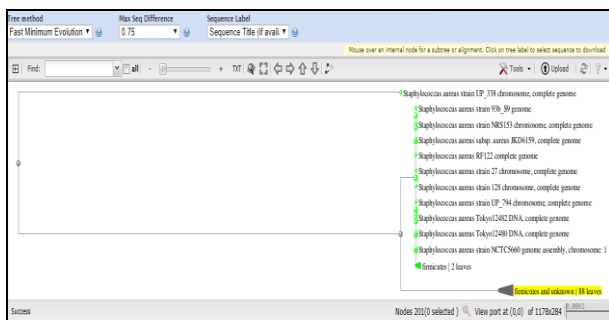 Tree method Max Seq Difference Sequence Label
Fast Minimum Evolution 0.75 Sequence Title (if avail
Mouse over an internal node for a subtree or alignment. Click on tree label to select sequence to download
Find: all - + TXT Tools Upload ?
Staphylococcus aureus strain UP_338 chromosome, complete genome
Staphylococcus aureus strain 93b_S9 genome
Staphylococcus aureus strain NRS153 chromosome, complete genome
Staphylococcus aureus subsp. aureus JKD6159, complete genome
Staphylococcus aureus RF122 complete genome
Staphylococcus aureus strain 27 chromosome, complete genome
Staphylococcus aureus strain 128 chromosome, complete genome
Staphylococcus aureus strain UP_794 chromosome, complete genome
Staphylococcus aureus Tokyo12482 DNA, complete genome
Staphylococcus aureus Tokyo12480 DNA, complete genome
Staphylococcus aureus strain NCTC5660 genome assembly, chromosome: 1
firmicutes | 2 leaves
firmicutes and unknown | 88 leaves
Success Nodes 201(0 selected) View port at (0,0) of 1178x284 0.0002